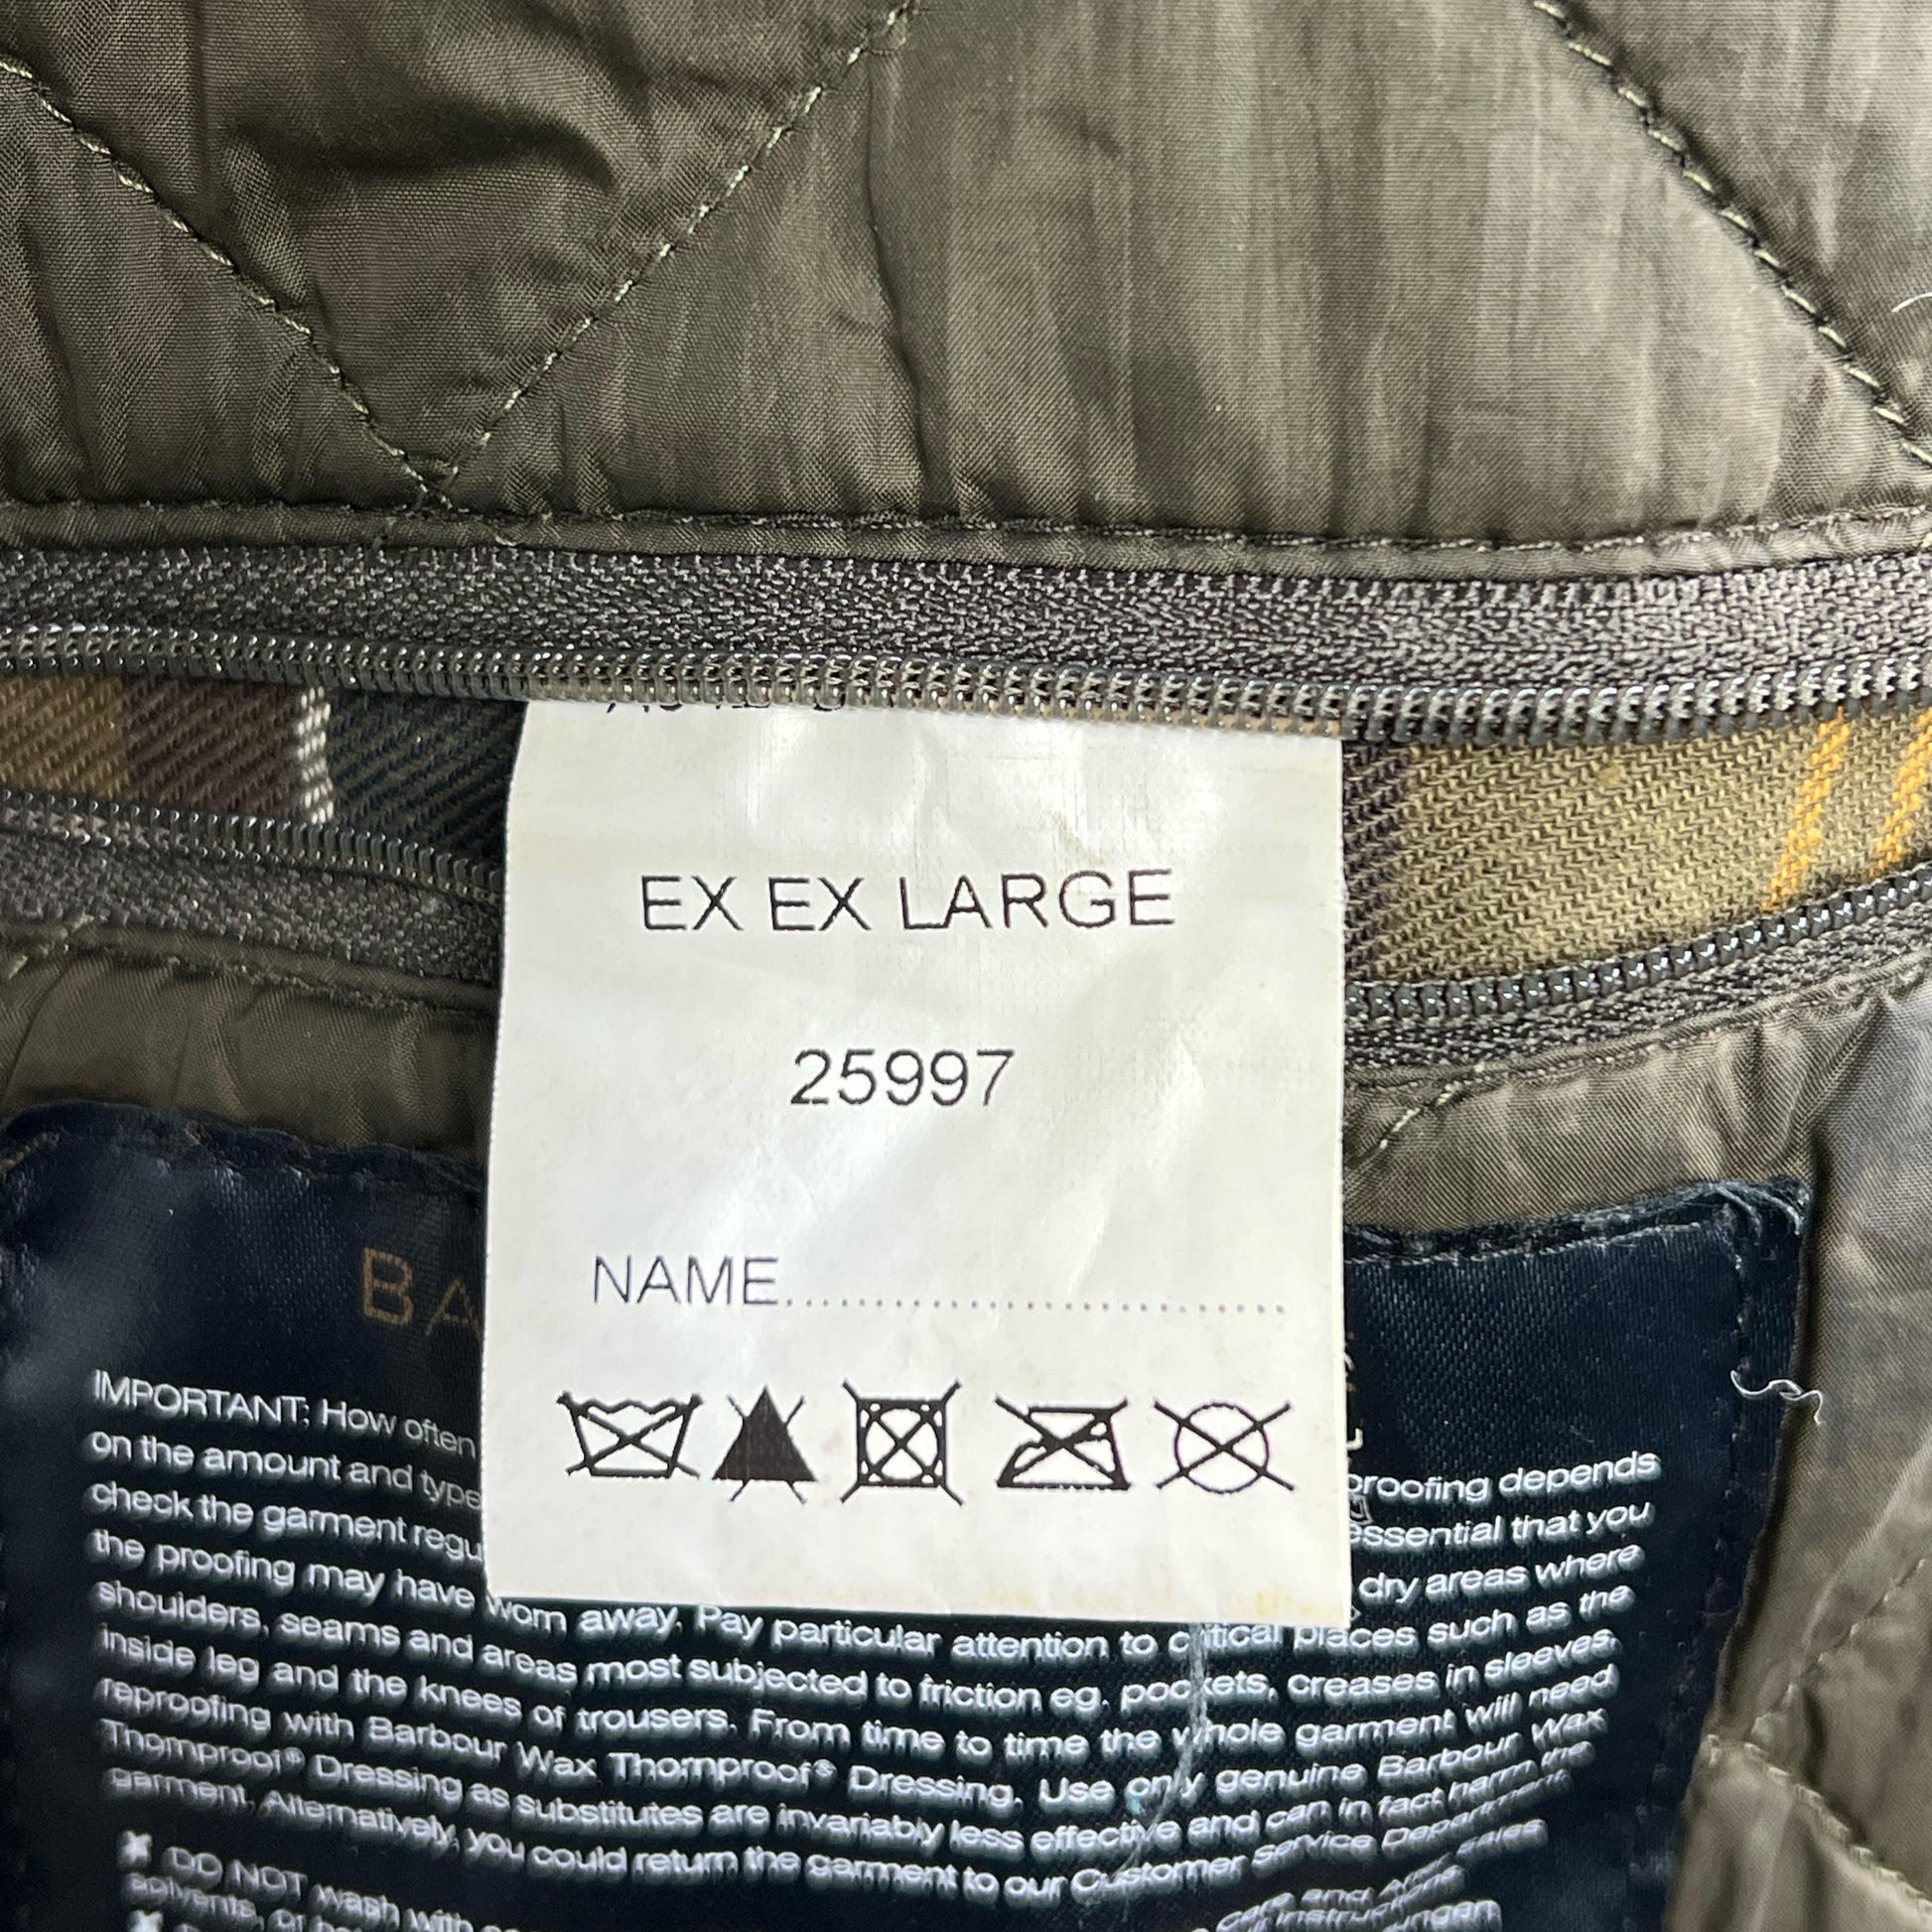 EX EX LARGE
25997
NAME..................................
BA
IMPORTANT: How often
proofing depends
on the amount and type
essential that you
check the garment regu
dry areas where
the proofing may have worn away. Pay particular attention to critical places such as the
shoulders, seams and areas most subjected to friction eg. pockets, creases in sleeves,
inside leg and the knees of trousers. From time to time the whole garment will need
reproofing with Barbour Wax Thornproof® Dressing. Use only genuine Barbour Wax
Thornproof® Dressing as substitutes are invariably less effective and can in fact harm the
garment. Alternatively, you could return the garment to our Customer Service Department.
DO NOT wash with
solvents, or